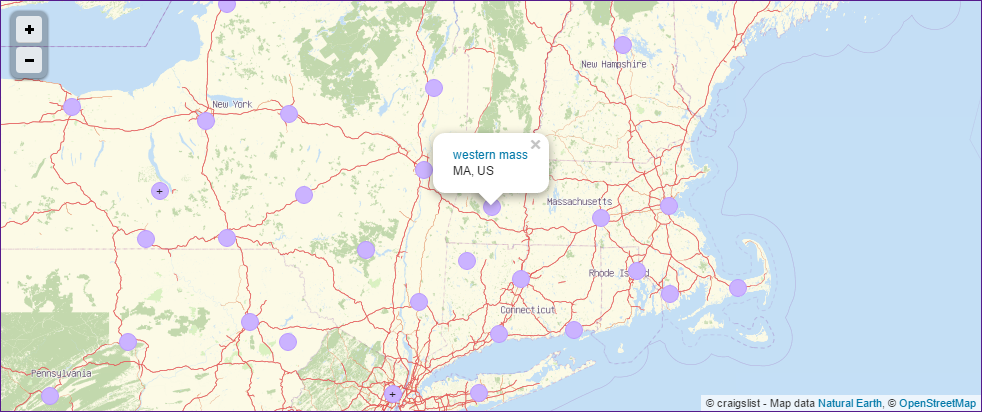 +
−
New Hampshire
New York
western mass ×
MA, US
+
Massachusetts
Rhode Island
Connecticut
Pennsylvania
+
© craigslist - Map data Natural Earth, © OpenStreetMap